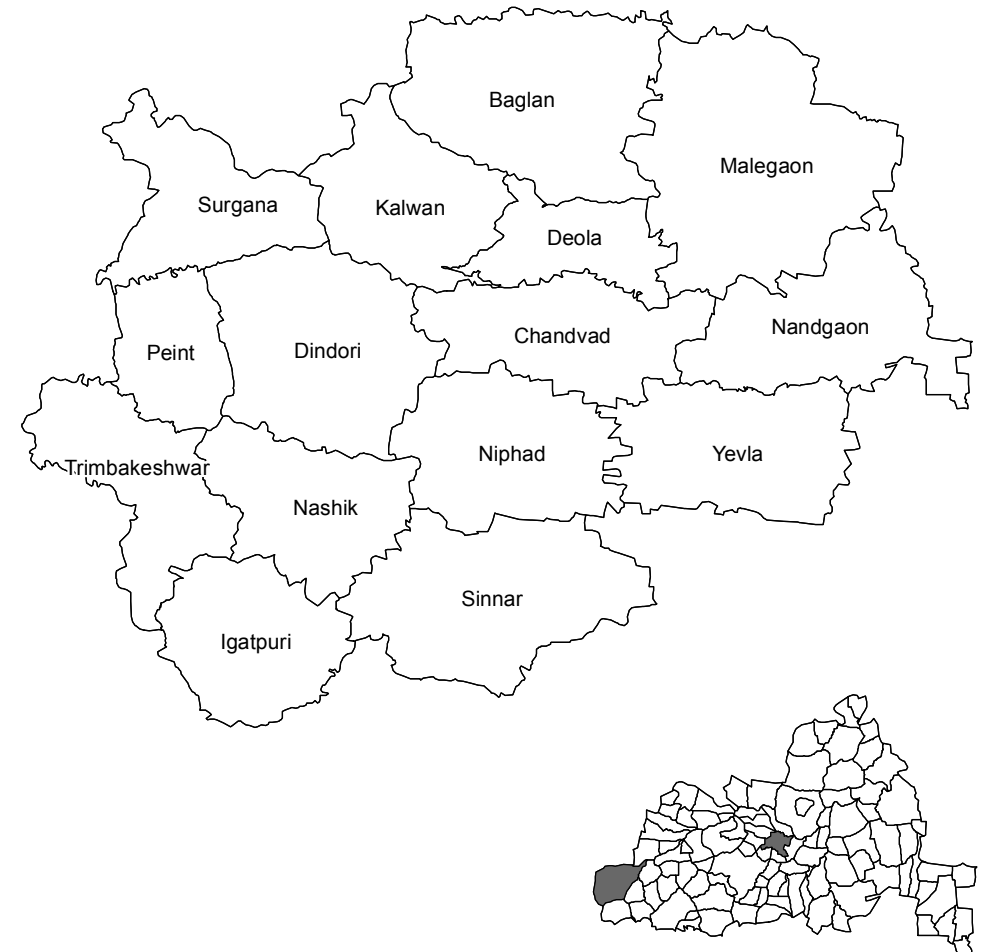 Baglan
Malegaon
Surgana
Kalwan
Deola
Nandgaon
Chandvad
Peint
Dindori
Niphad
Yevla
Trimbakeshwar
Nashik
Sinnar
Igatpuri